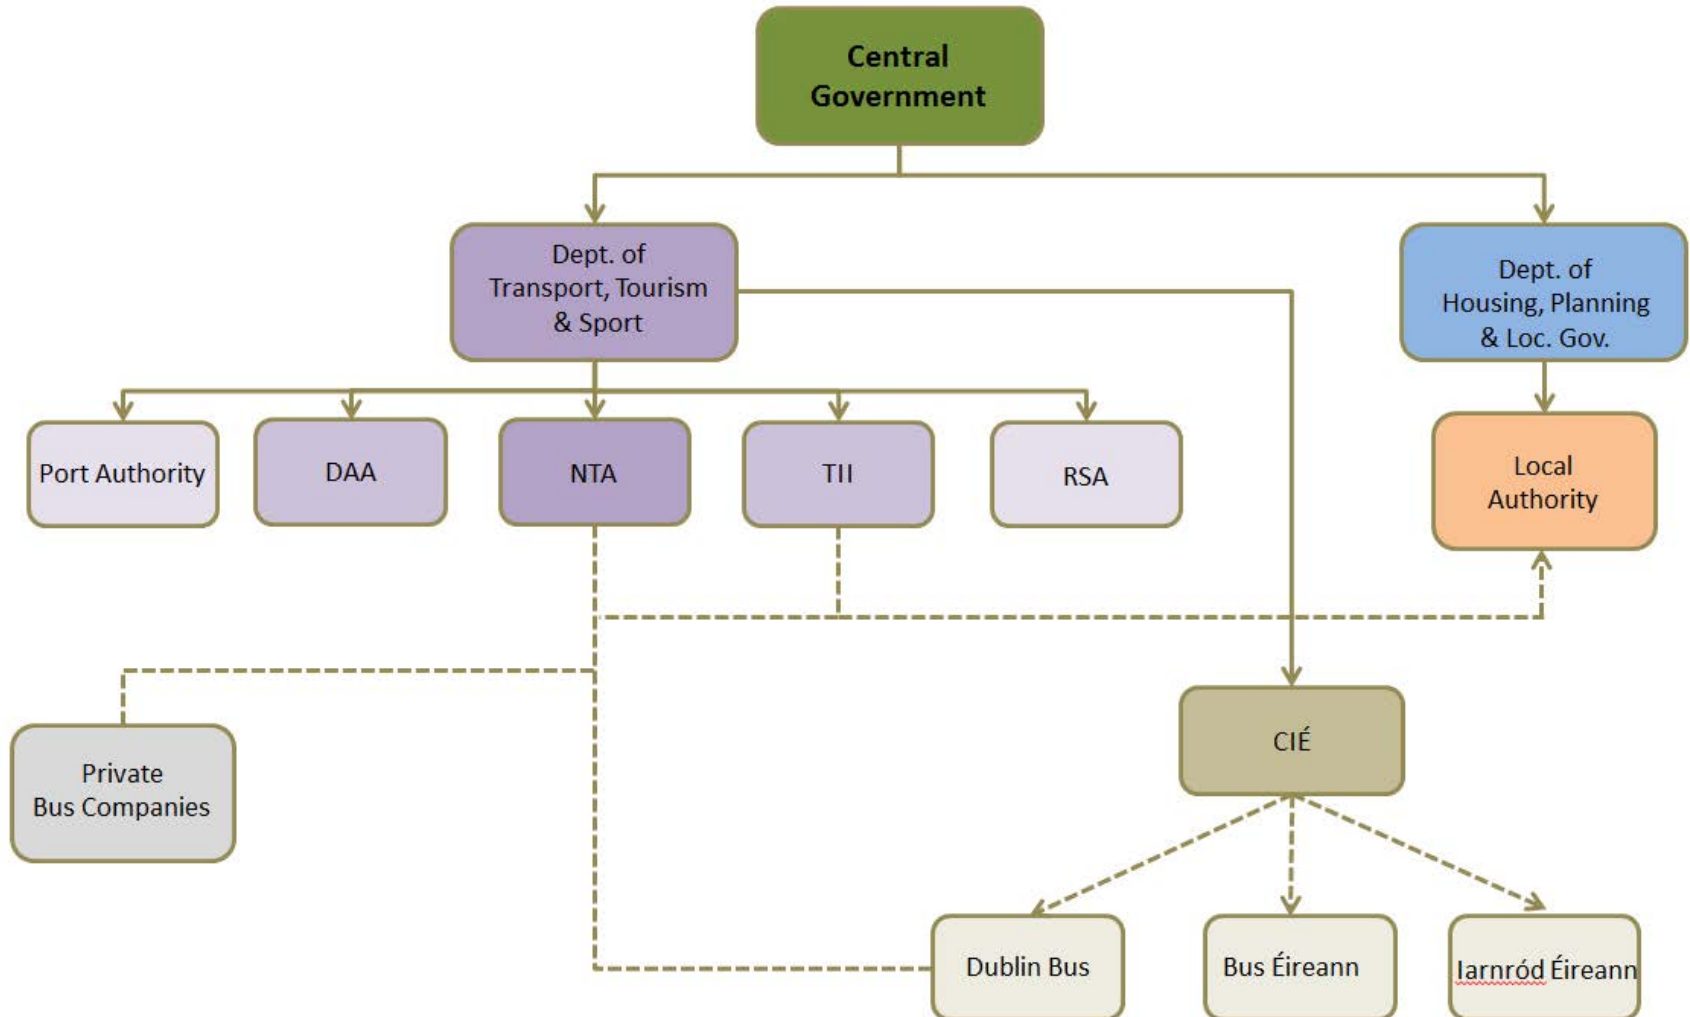 Central
Government
Dept. of
Transport, Tourism
& Sport
Dept. of
Housing, Planning
& Loc. Gov.
Port Authority
DAA
NTA
TII
RSA
Local
Authority
Private
Bus Companies
CIÉ
Dublin Bus
Bus Éireann
Iarnród Éireann